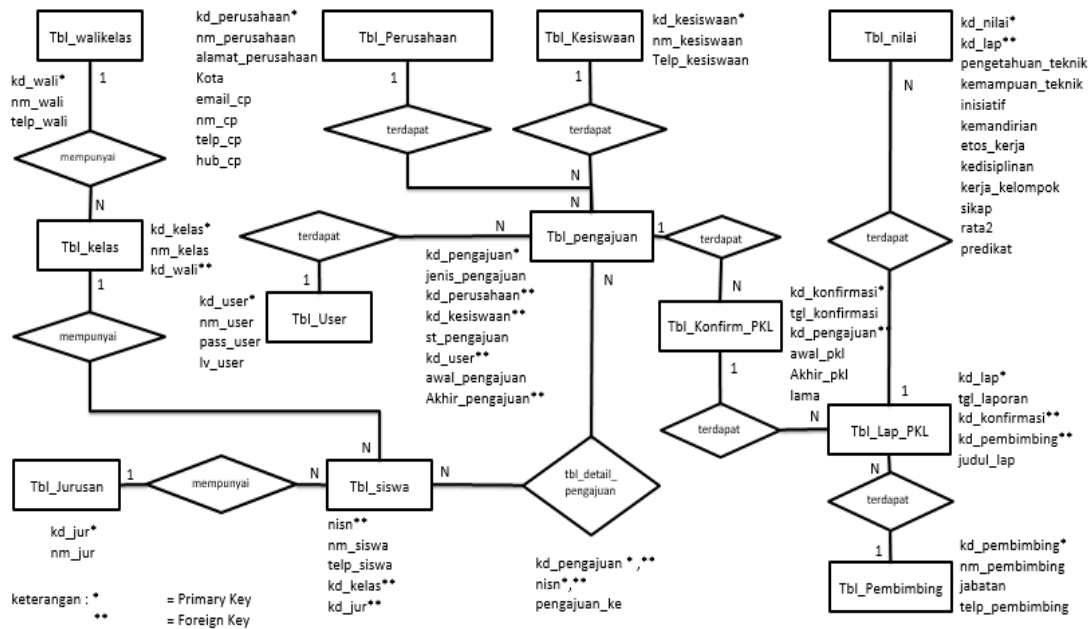 Tbl_walikelas
1
kd_wali*
nm_wali
telp_wali
mempunyai
N
Tbl_kelas
kd_kelas*
nm_kelas
kd_wali**
1
mempunyai
kd_perusahaan*
nm_perusahaan
alamat_perusahaan
Kota
email_cp
nm_cp
telp_cp
hub_cp
Tbl_Perusahaan
1
terdapat
N
kd_kesiswaan*
nm_kesiswaan
Telp_kesiswaan
Tbl_Kesiswaan
1
terdapat
N
Tbl_nilai
N
kd_nilai*
kd_lap**
pengetahuan_teknik
kemampuan_teknik
inisiatif
kemandirian
etos_kerja
kedisiplinan
kerja_kelompok
sikap
rata2
predikat
terdapat
1
terdapat
N
Tbl_pengajuan
1
terdapat
N
kd_pengajuan*
jenis_pengajuan
kd_perusahaan**
kd_kesiswaan**
st_pengajuan
kd_user**
awal_pengajuan
Akhir_pengajuan**
N
1
kd_user*
nm_user
pass_user
lv_user
Tbl_User
Tbl_Konfirm_PKL
kd_konfirmasi*
tgl_konfirmasi
kd_pengajuan**
awal_pkl
Akhir_pkl
lama
1
terdapat
N
Tbl_Lap_PKL
kd_lap*
tgl_laporan
kd_konfirmasi**
kd_pembimbing**
judul_lap
N
terdapat
1
Tbl_Pembimbing
kd_pembimbing*
nm_pembimbing
jabatan
telp_pembimbing
Tbl_Jurusan
1
mempunyai
N
N
Tbl_siswa
N
tbl_detail_
pengajuan
kd_jur*
nm_jur
nisn**
nm_siswa
telp_siswa
kd_kelas**
kd_jur**
kd_pengajuan *,**
nisn*,**
pengajuan_ke
keterangan : * = Primary Key
** = Foreign Key